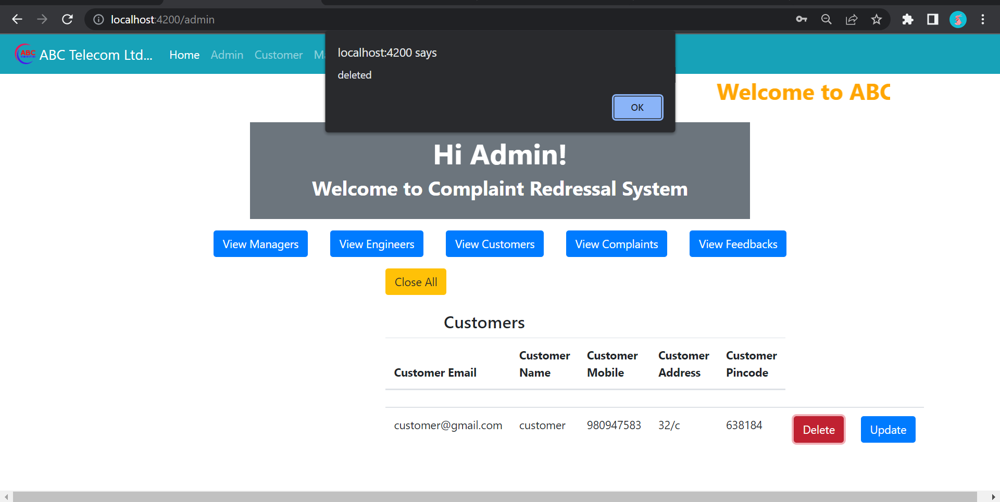 localhost:4200/admin
ABC
ABC Telecom Ltd... Home Admin Customer
localhost:4200 says
deleted
OK
Welcome to ABC
Hi Admin!
Welcome to Complaint Redressal System
View Managers View Engineers View Customers View Complaints View Feedbacks
Close All
Customers
Customer Email Customer Name Customer Mobile Customer Address Customer Pincode
customer@gmail.com customer 980947583 32/c 638184 Delete Update